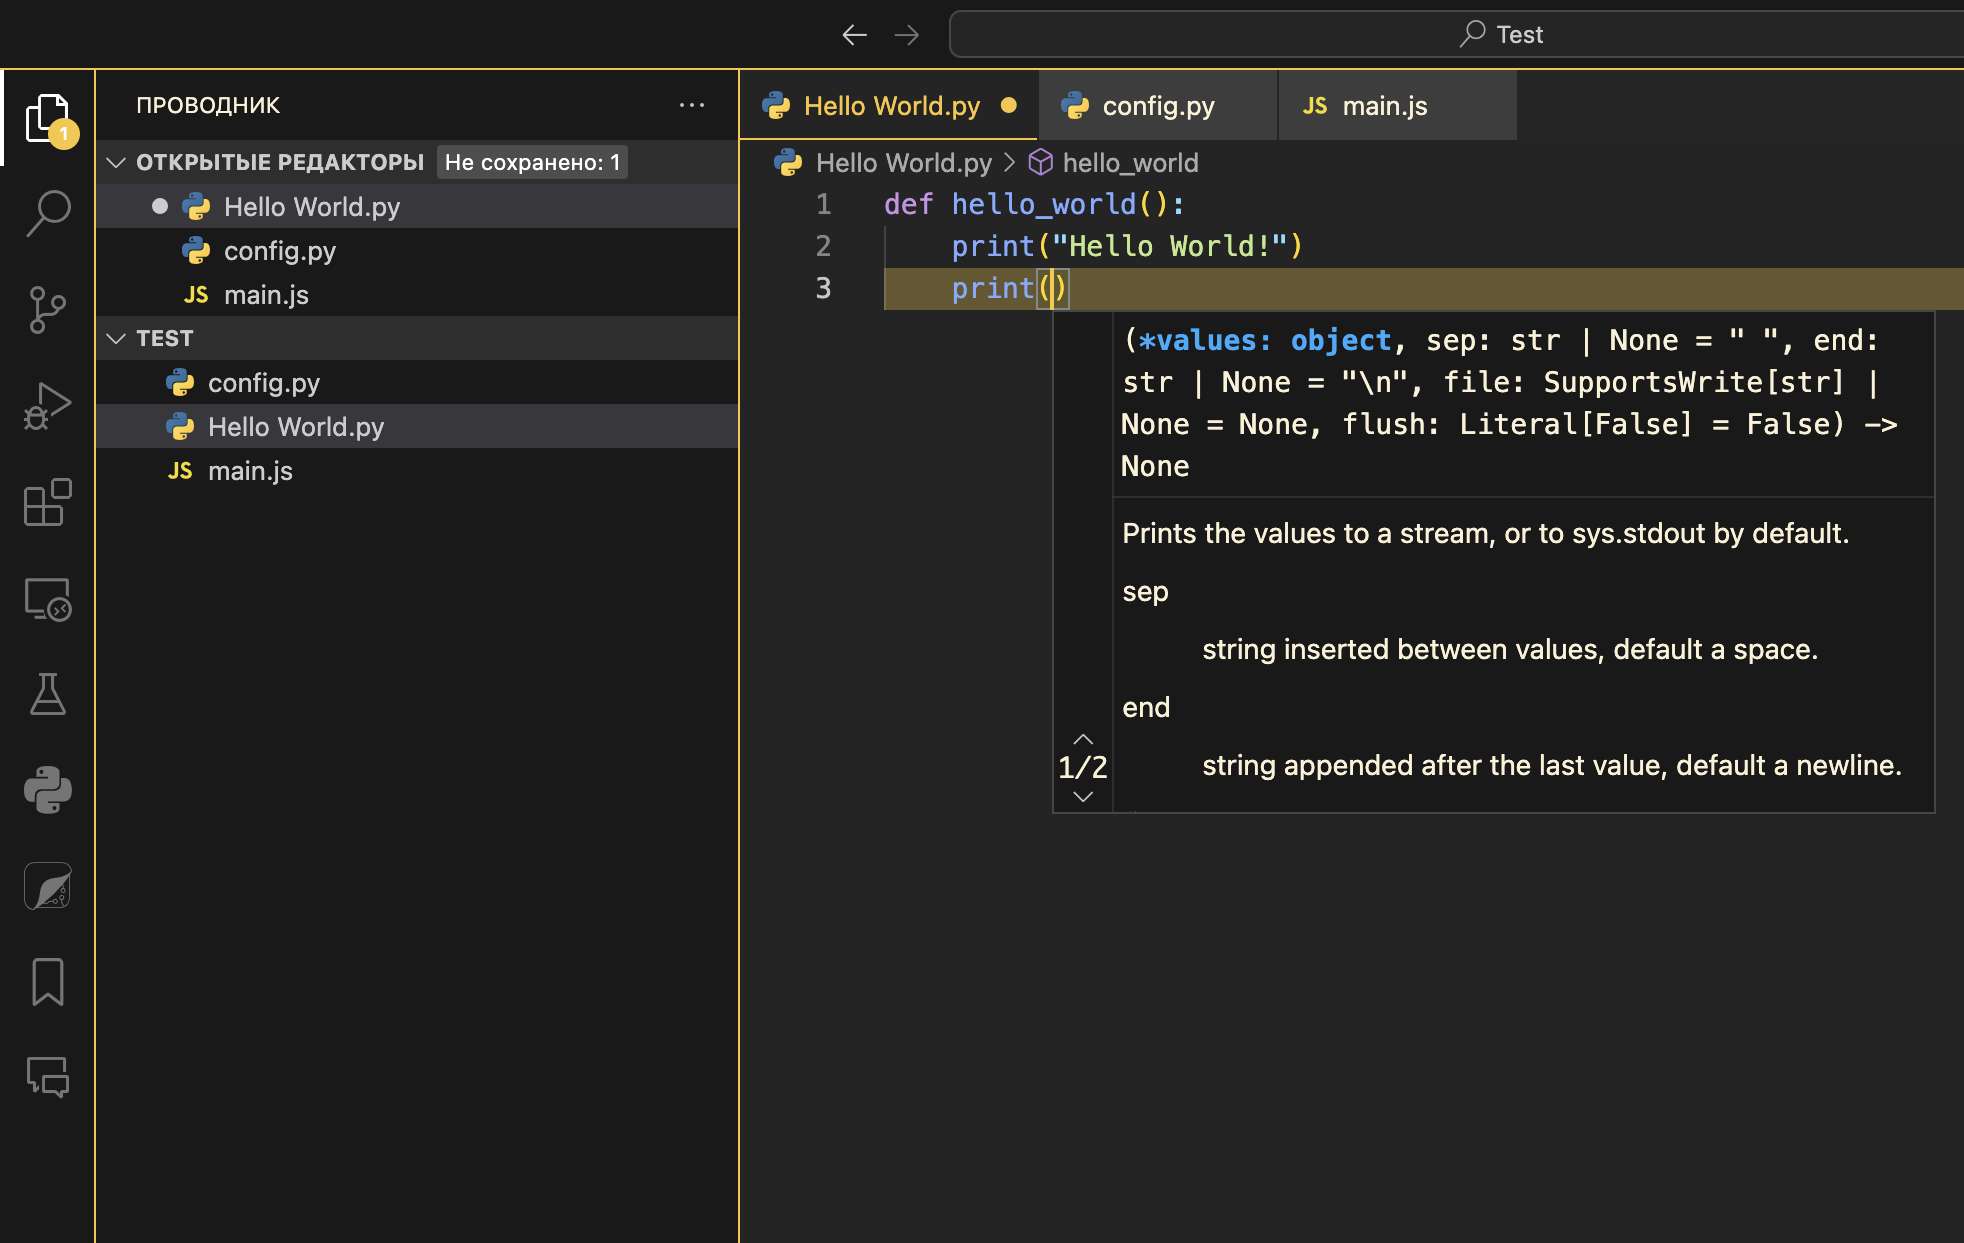 Test
1
ПРОВОДНИК
ОТКРЫТЫЕ РЕДАКТОРЫ Не сохранено: 1
Hello World.py
config.py
JS main.js
TEST
config.py
Hello World.py
JS main.js
Hello World.py config.py JS main.js
Hello World.py > hello_world
1 def hello_world():
2 print("Hello World!")
3 print()
(*values: object, sep: str | None = " ", end:
str | None = "\n", file: SupportsWrite[str] |
None = None, flush: Literal[False] = False) ->
None
Prints the values to a stream, or to sys.stdout by default.
sep
string inserted between values, default a space.
end
string appended after the last value, default a newline.
1/2